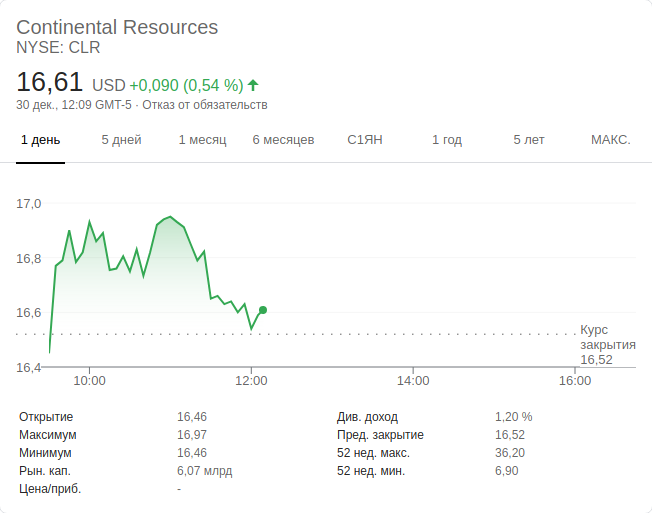 Continental Resources
NYSE: CLR
16,61 USD +0,090 (0,54 %)
30 дек., 12:09 GMT-5 · Отказ от обязательств
1 день 5 дней 1 месяц 6 месяцев С1ЯН 1 год 5 лет МАКС.
17,0
16,8
16,6
Курс
закрытия
16,52
16,4
10:00 12:00 14:00 16:00
Открытие 16,46 Див. доход 1,20 %
Максимум 16,97 Пред. закрытие 16,52
Минимум 16,46 52 нед. макс. 36,20
Рын. кап. 6,07 млрд 52 нед. мин. 6,90
Цена/приб. -